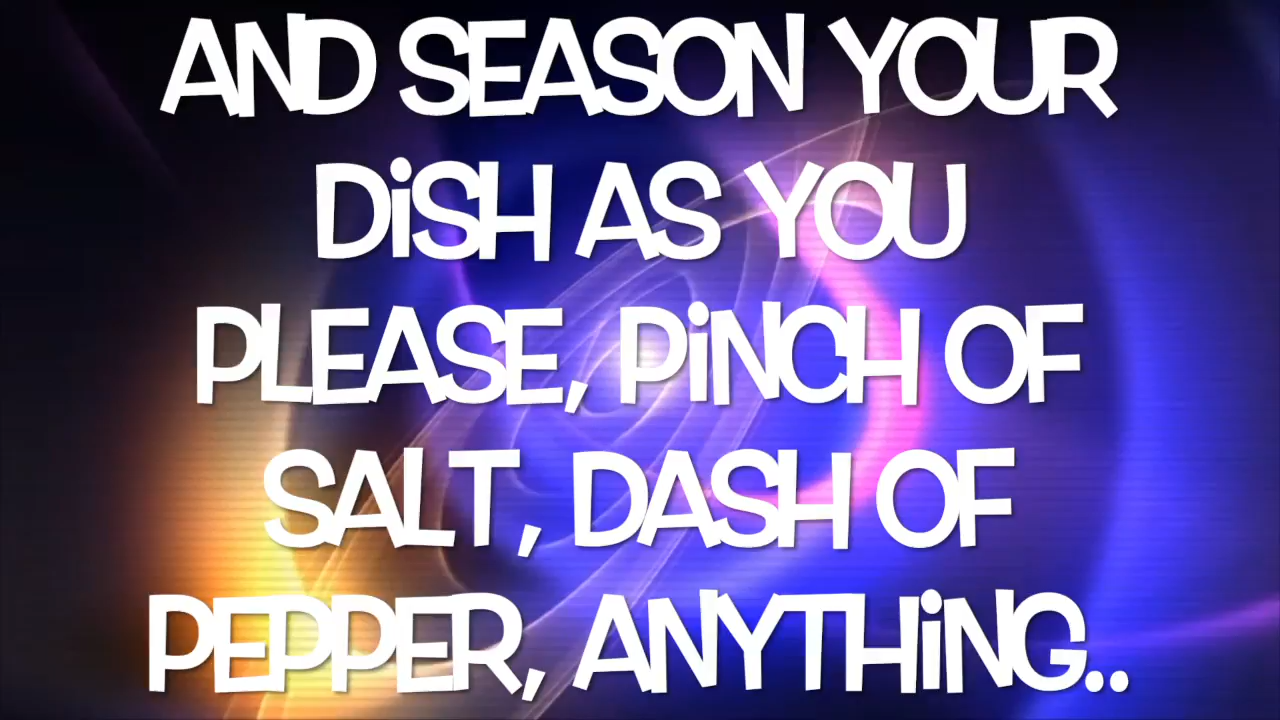 AND SEASON YOUR
DiSH AS YOU
PLEASE, PiNCH OF
SALT, DASH OF
PEPPER, ANYTHiNG..